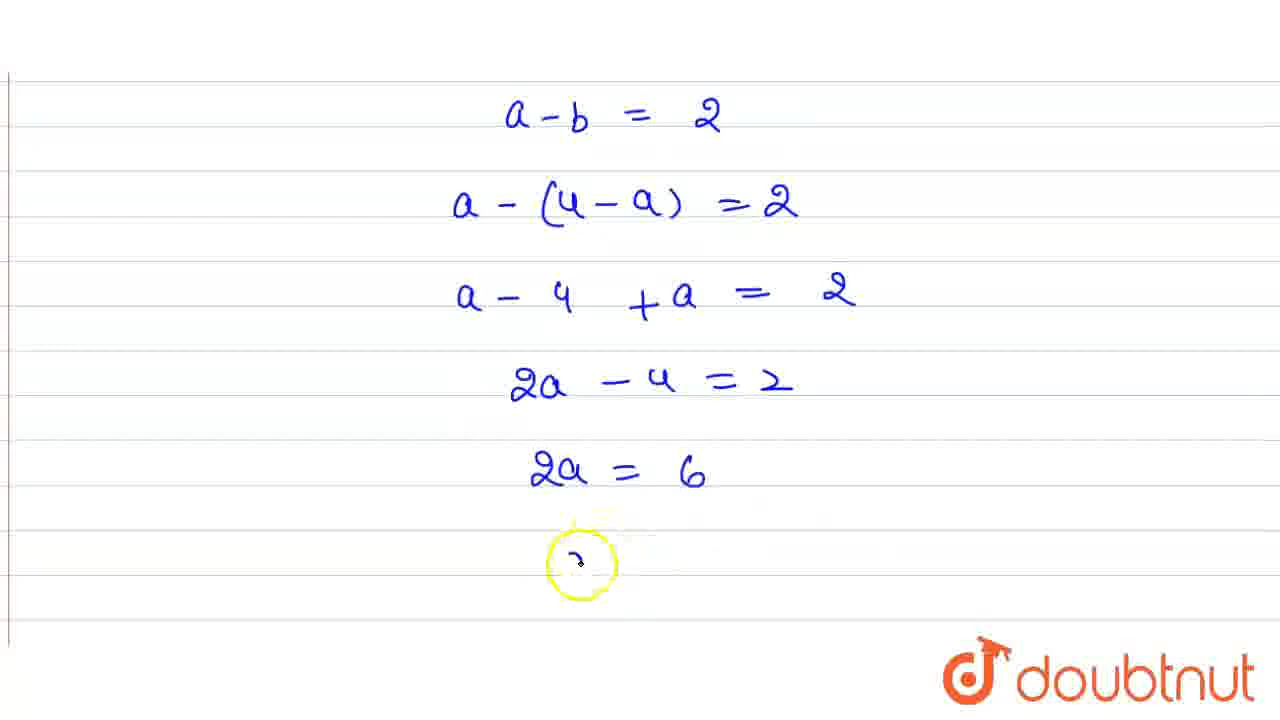 a - b = 2
a - (4 - a) = 2
a - 4 + a = 2
2a - 4 = 2
2a = 6
doubtnut